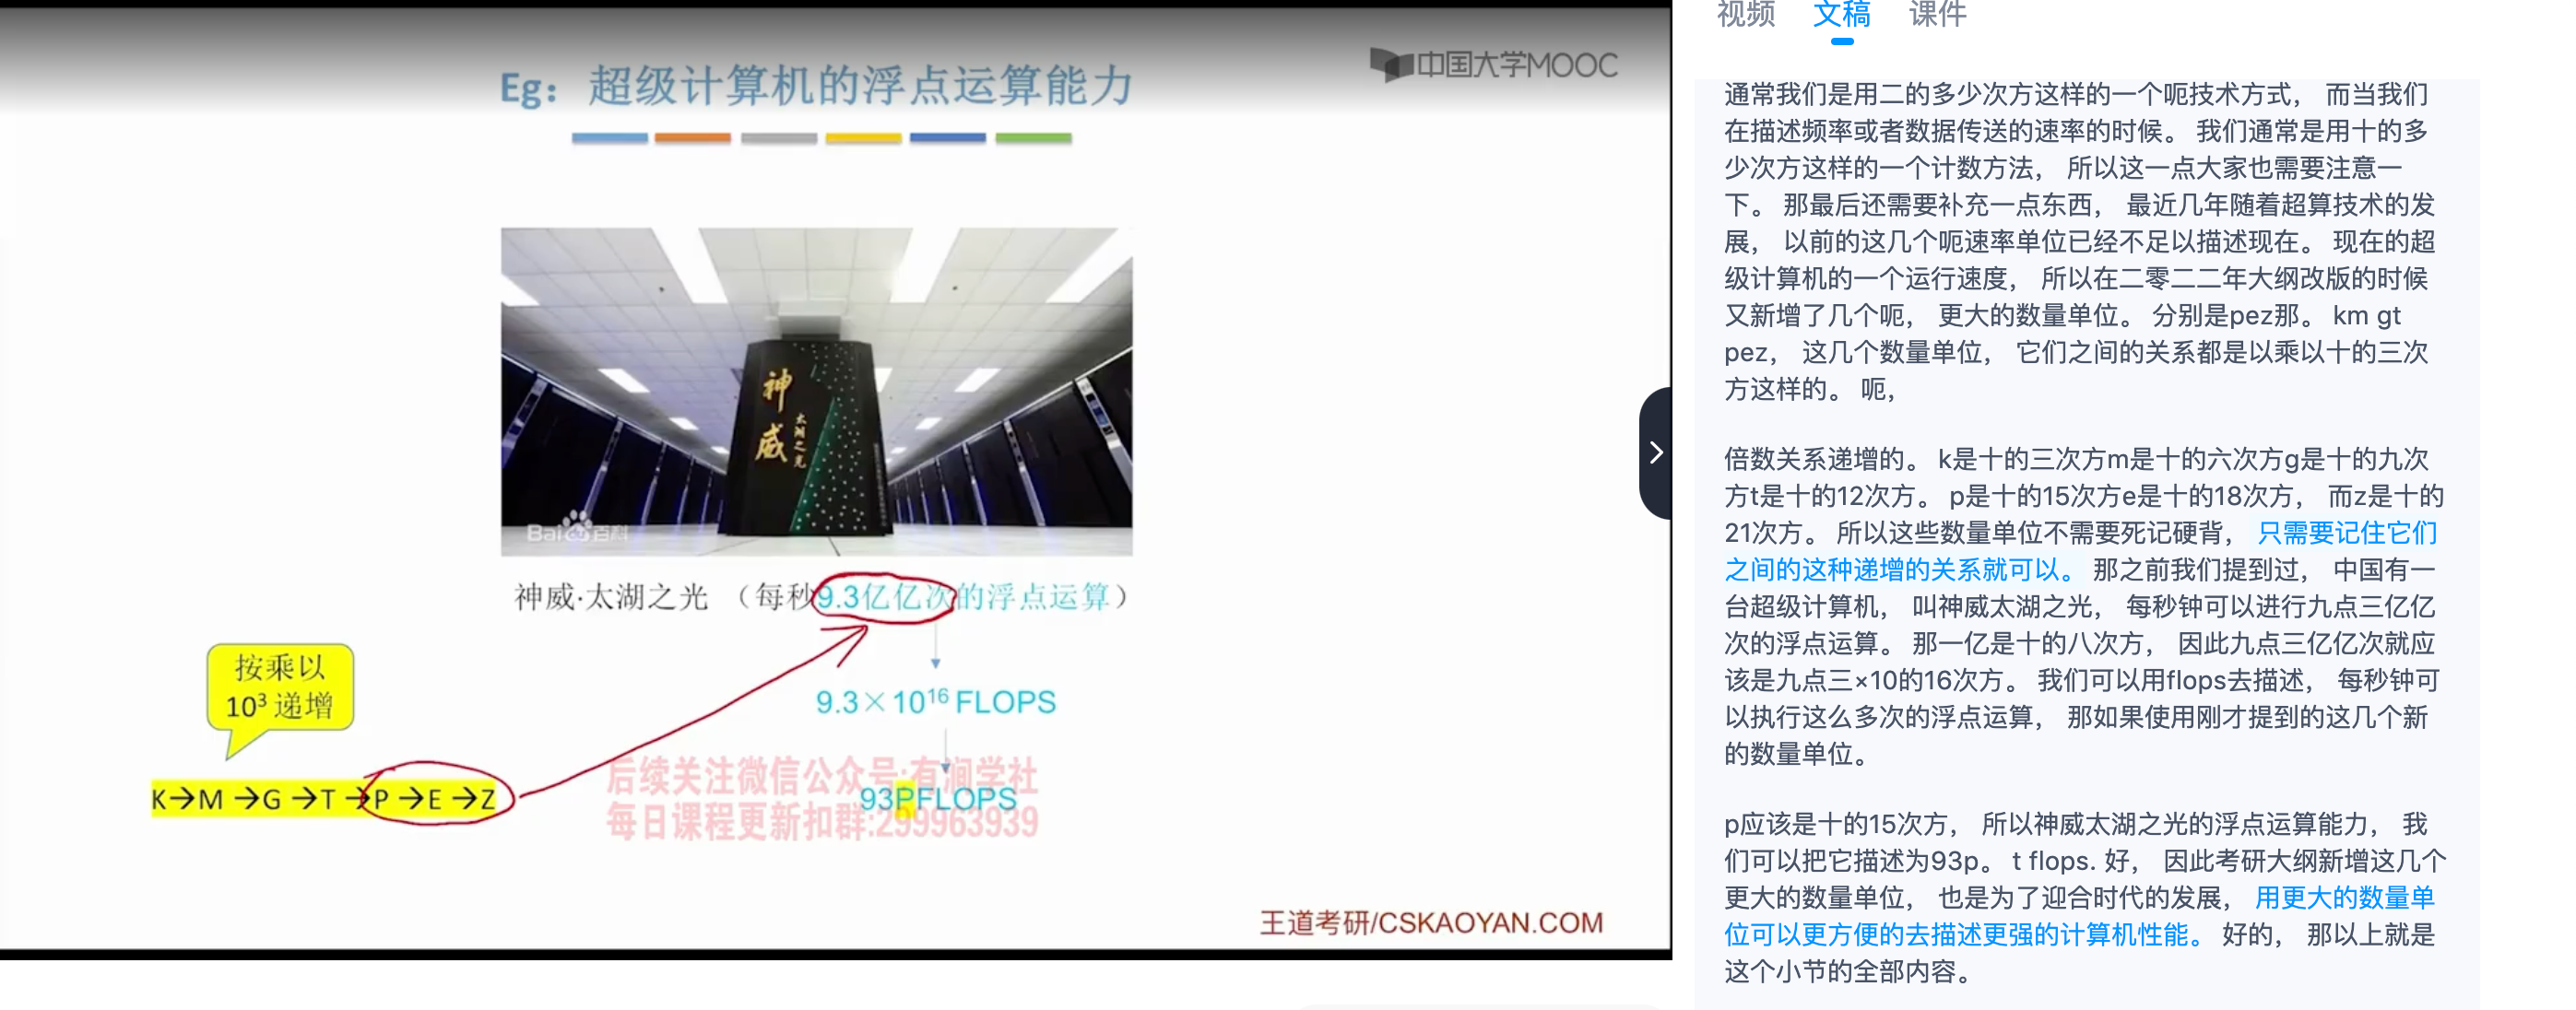 Eg：超级计算机的浮点运算能力
中国大学MOOC
神威
太湖之光
Bai百科
神威·太湖之光 （每秒9.3亿亿次的浮点运算）
9.3×10¹⁶ FLOPS
93PFLOPS
按乘以
10³ 递增
K→M →G →T →P →E →Z
后续关注微信公众号:有涧学社
每日课程更新扣群:299963939
王道考研/CSKAOYAN.COM
视频 文稿 课件
通常我们是用二的多少次方这样的一个呃技术方式， 而当我们
在描述频率或者数据传送的速率的时候。 我们通常是用十的多
少次方这样的一个计数方法， 所以这一点大家也需要注意一
下。 那最后还需要补充一点东西， 最近几年随着超算技术的发
展， 以前的这几个呃速率单位已经不足以描述现在。 现在的超
级计算机的一个运行速度， 所以在二零二二年大纲改版的时候
又新增了几个呃， 更大的数量单位。 分别是pez那。 km gt
pez， 这几个数量单位， 它们之间的关系都是以乘以十的三次
方这样的。 呃，
倍数关系递增的。 k是十的三次方m是十的六次方g是十的九次
方t是十的12次方。 p是十的15次方e是十的18次方， 而z是十的
21次方。 所以这些数量单位不需要死记硬背， 只需要记住它们
之间的这种递增的关系就可以。 那之前我们提到过， 中国有一
台超级计算机， 叫神威太湖之光， 每秒钟可以进行九点三亿亿
次的浮点运算。 那一亿是十的八次方， 因此九点三亿亿次就应
该是九点三×10的16次方。 我们可以用flops去描述， 每秒钟可
以执行这么多次的浮点运算， 那如果使用刚才提到的这几个新
的数量单位。
p应该是十的15次方， 所以神威太湖之光的浮点运算能力， 我
们可以把它描述为93p。 t flops. 好， 因此考研大纲新增这几个
更大的数量单位， 也是为了迎合时代的发展， 用更大的数量单
位可以更方便的去描述更强的计算机性能。 好的， 那以上就是
这个小节的全部内容。